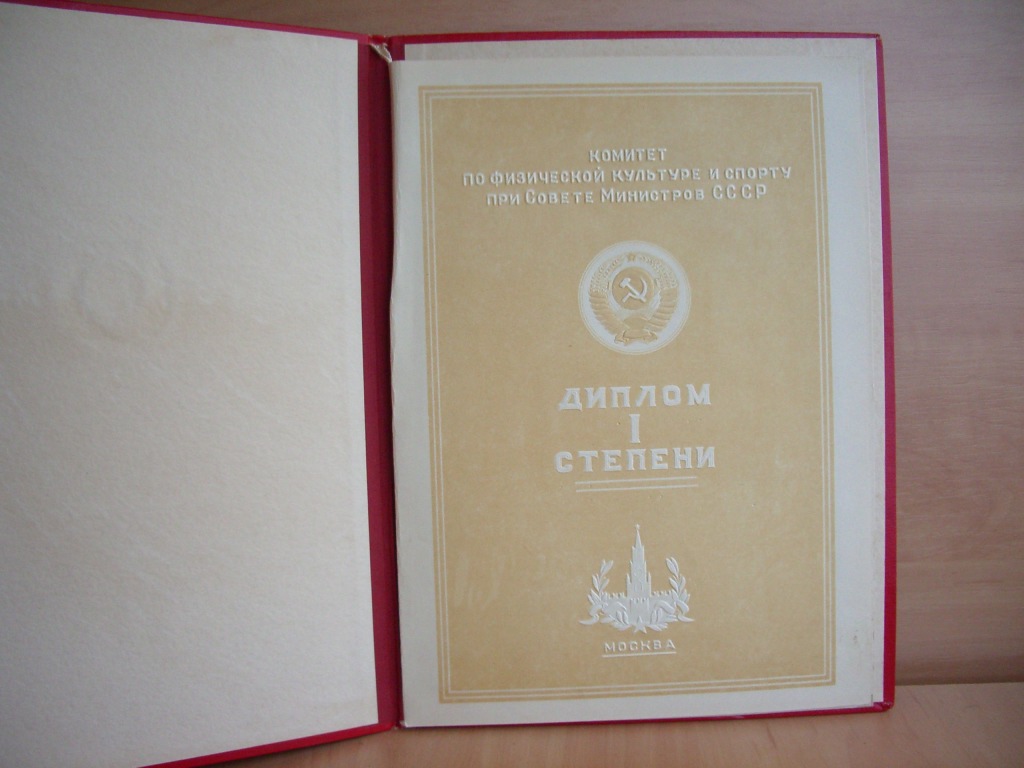 КОМИТЕТ
ПО ФИЗИЧЕСКОЙ КУЛЬТУРЕ И СПОРТУ
ПРИ СОВЕТЕ МИНИСТРОВ СССР
ДИПЛОМ
I
СТЕПЕНИ
МОСКВА